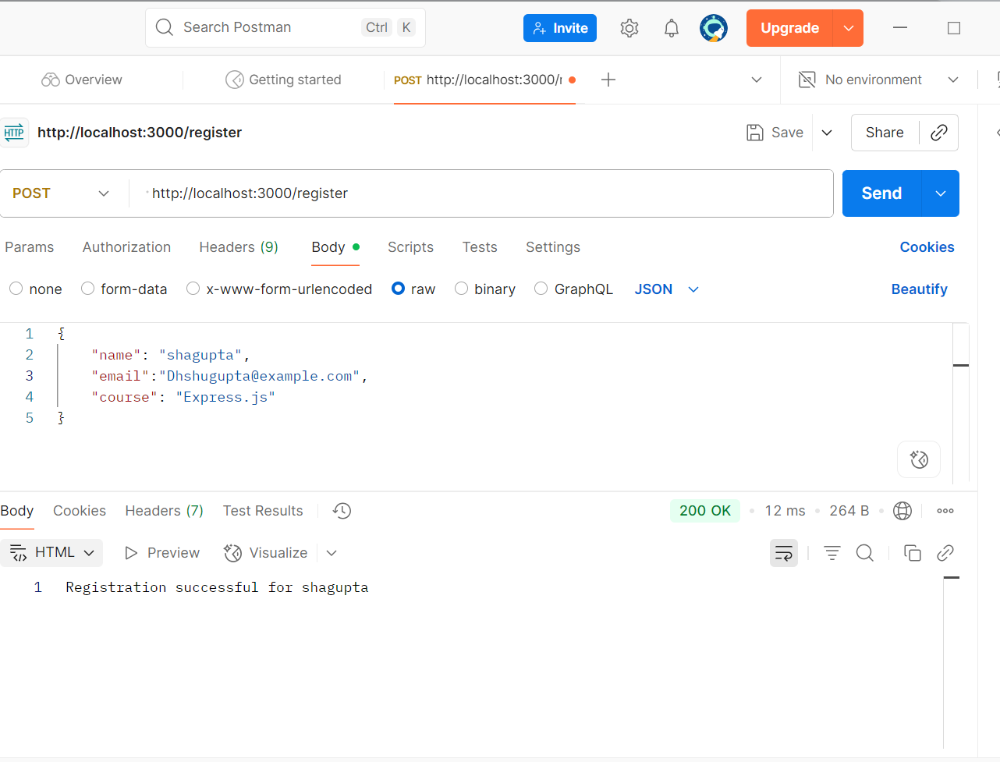 Search Postman Ctrl K Invite Upgrade
Overview Getting started POST http://localhost:3000/r No environment
HTTP http://localhost:3000/register Save Share
POST http://localhost:3000/register Send
Params Authorization Headers (9) Body Scripts Tests Settings Cookies
none form-data x-www-form-urlencoded raw binary GraphQL JSON Beautify
1 {
2 "name": "shagupta",
3 "email":"Dhshugupta@example.com",
4 "course": "Express.js"
5 }
Body Cookies Headers (7) Test Results 200 OK 12 ms 264 B
HTML Preview Visualize
1 Registration successful for shagupta